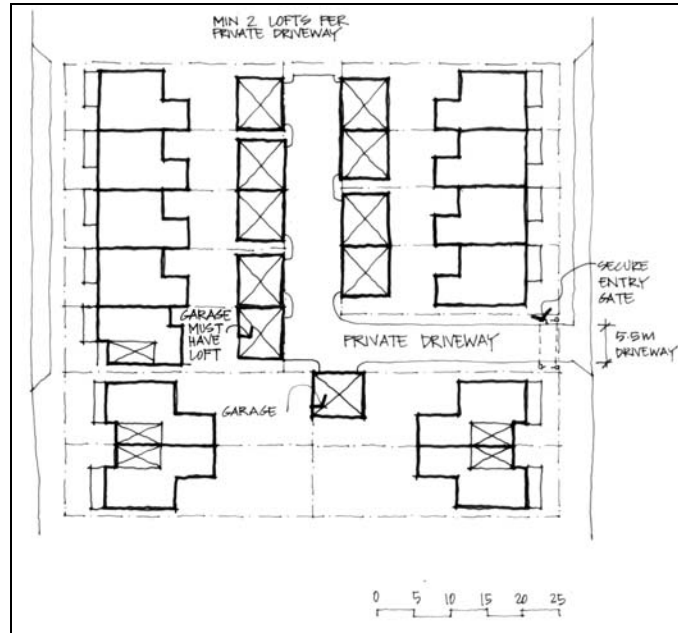 MIN 2 LOFTS PER
PRIVATE DRIVEWAY
SECURE
ENTRY
GATE
GARAGE
MUST
HAVE
LOFT
PRIVATE DRIVEWAY
5.5M
DRIVEWAY
GARAGE
0 5 10 15 20 25